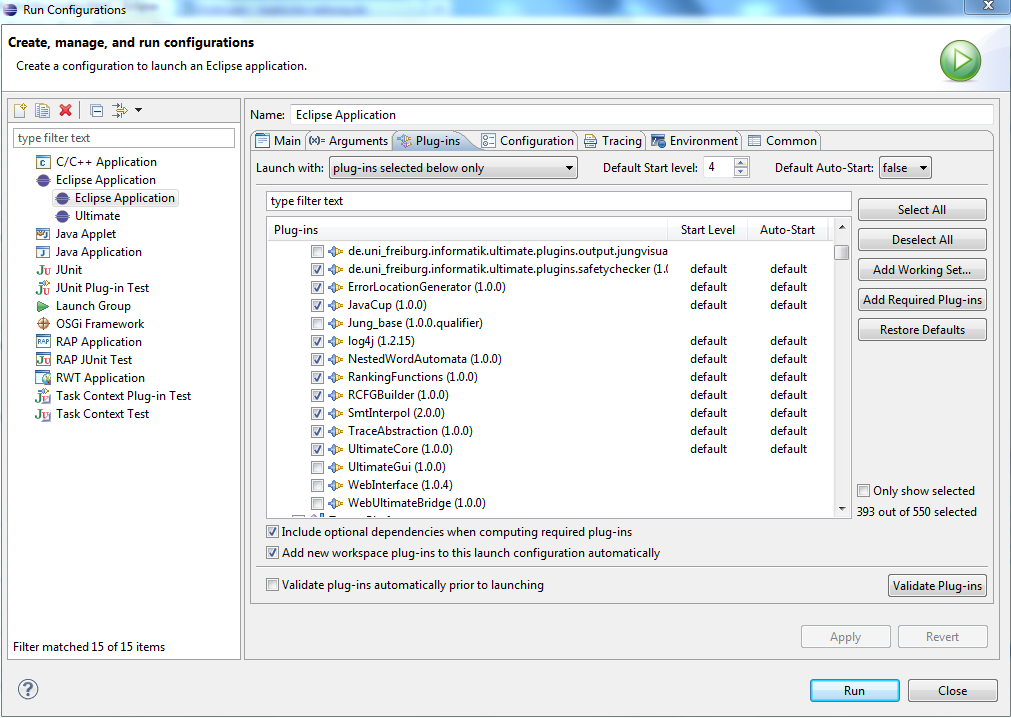 Run Configurations
Create, manage, and run configurations
Create a configuration to launch an Eclipse application.
type filter text
C/C++ Application
Eclipse Application
Eclipse Application
Ultimate
Java Applet
Java Application
JUnit
JUnit Plug-in Test
Launch Group
OSGi Framework
RAP Application
RAP JUnit Test
RWT Application
Task Context Plug-in Test
Task Context Test
Filter matched 15 of 15 items
Name: Eclipse Application
Main (x)= Arguments Plug-ins Configuration Tracing Environment Common
Launch with: plug-ins selected below only Default Start level: 4 Default Auto-Start: false
type filter text
Plug-ins Start Level Auto-Start
de.uni_freiburg.informatik.ultimate.plugins.output.jungvisua
de.uni_freiburg.informatik.ultimate.plugins.safetychecker (1.0 default default
ErrorLocationGenerator (1.0.0) default default
JavaCup (1.0.0) default default
Jung_base (1.0.0.qualifier)
log4j (1.2.15) default default
NestedWordAutomata (1.0.0) default default
RankingFunctions (1.0.0) default default
RCFGBuilder (1.0.0) default default
SmtInterpol (2.0.0) default default
TraceAbstraction (1.0.0) default default
UltimateCore (1.0.0) default default
UltimateGui (1.0.0)
WebInterface (1.0.4)
WebUltimateBridge (1.0.0)
Select All
Deselect All
Add Working Set...
Add Required Plug-ins
Restore Defaults
Only show selected
393 out of 550 selected
Include optional dependencies when computing required plug-ins
Add new workspace plug-ins to this launch configuration automatically
Validate plug-ins automatically prior to launching
Validate Plug-ins
Apply Revert
? Run Close